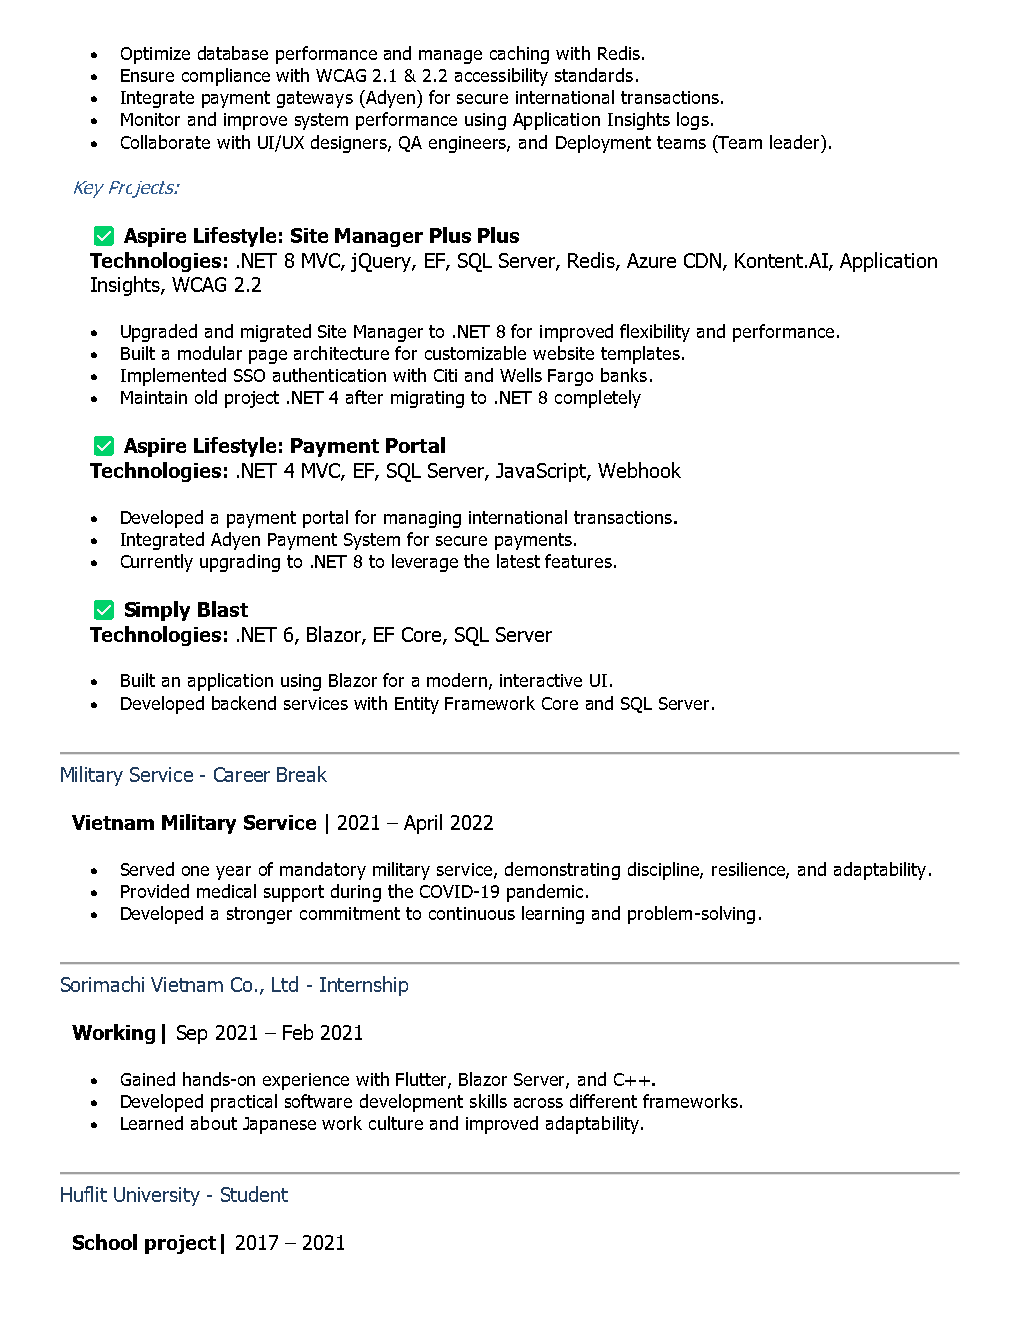 • Optimize database performance and manage caching with Redis.
• Ensure compliance with WCAG 2.1 & 2.2 accessibility standards.
• Integrate payment gateways (Adyen) for secure international transactions.
• Monitor and improve system performance using Application Insights logs.
• Collaborate with UI/UX designers, QA engineers, and Deployment teams (Team leader).
Key Projects:
✅ Aspire Lifestyle: Site Manager Plus Plus
Technologies: .NET 8 MVC, jQuery, EF, SQL Server, Redis, Azure CDN, Kontent.AI, Application
Insights, WCAG 2.2
• Upgraded and migrated Site Manager to .NET 8 for improved flexibility and performance.
• Built a modular page architecture for customizable website templates.
• Implemented SSO authentication with Citi and Wells Fargo banks.
• Maintain old project .NET 4 after migrating to .NET 8 completely
✅ Aspire Lifestyle: Payment Portal
Technologies: .NET 4 MVC, EF, SQL Server, JavaScript, Webhook
• Developed a payment portal for managing international transactions.
• Integrated Adyen Payment System for secure payments.
• Currently upgrading to .NET 8 to leverage the latest features.
✅ Simply Blast
Technologies: .NET 6, Blazor, EF Core, SQL Server
• Built an application using Blazor for a modern, interactive UI.
• Developed backend services with Entity Framework Core and SQL Server.
Military Service - Career Break
Vietnam Military Service | 2021 – April 2022
• Served one year of mandatory military service, demonstrating discipline, resilience, and adaptability.
• Provided medical support during the COVID-19 pandemic.
• Developed a stronger commitment to continuous learning and problem-solving.
Sorimachi Vietnam Co., Ltd - Internship
Working| Sep 2021 – Feb 2021
• Gained hands-on experience with Flutter, Blazor Server, and C++.
• Developed practical software development skills across different frameworks.
• Learned about Japanese work culture and improved adaptability.
Huflit University - Student
School project| 2017 – 2021